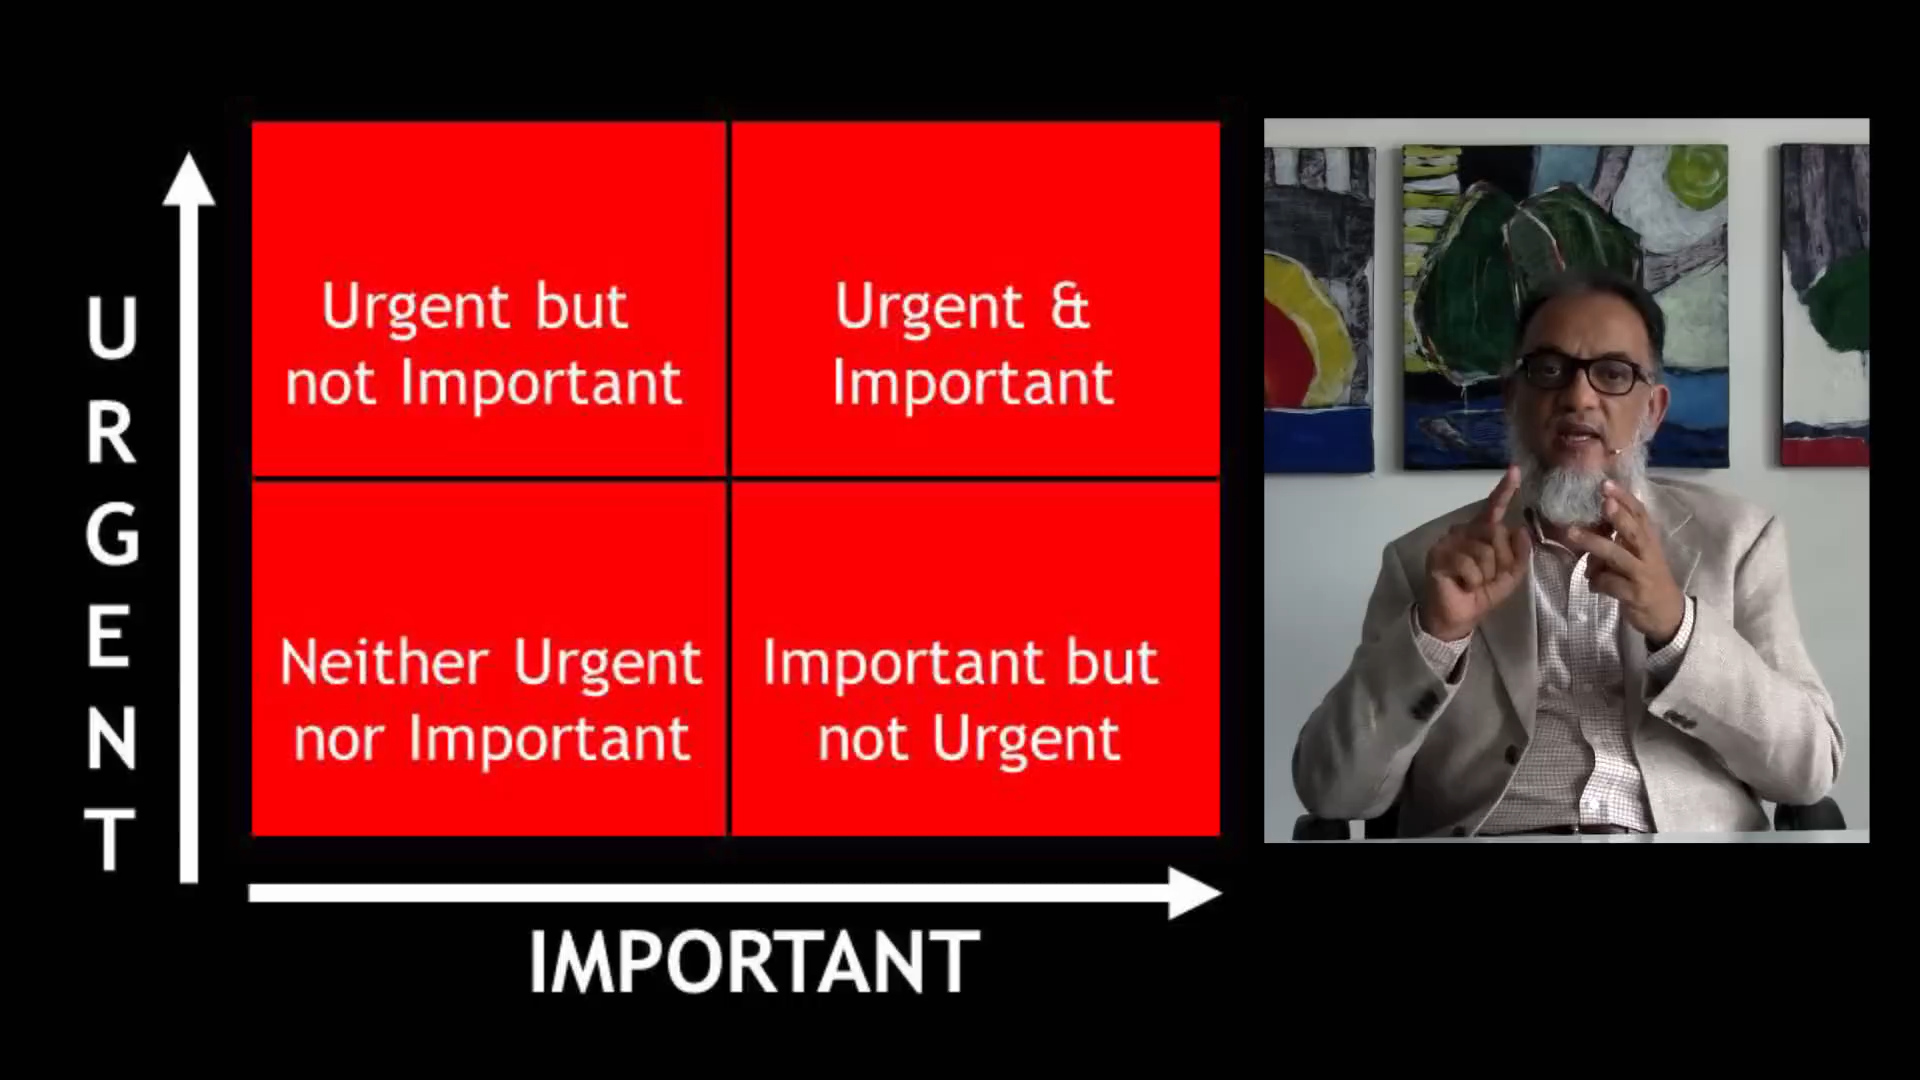 URGENT
Urgent but
not Important
Urgent &
Important
Neither Urgent
nor Important
Important but
not Urgent
IMPORTANT